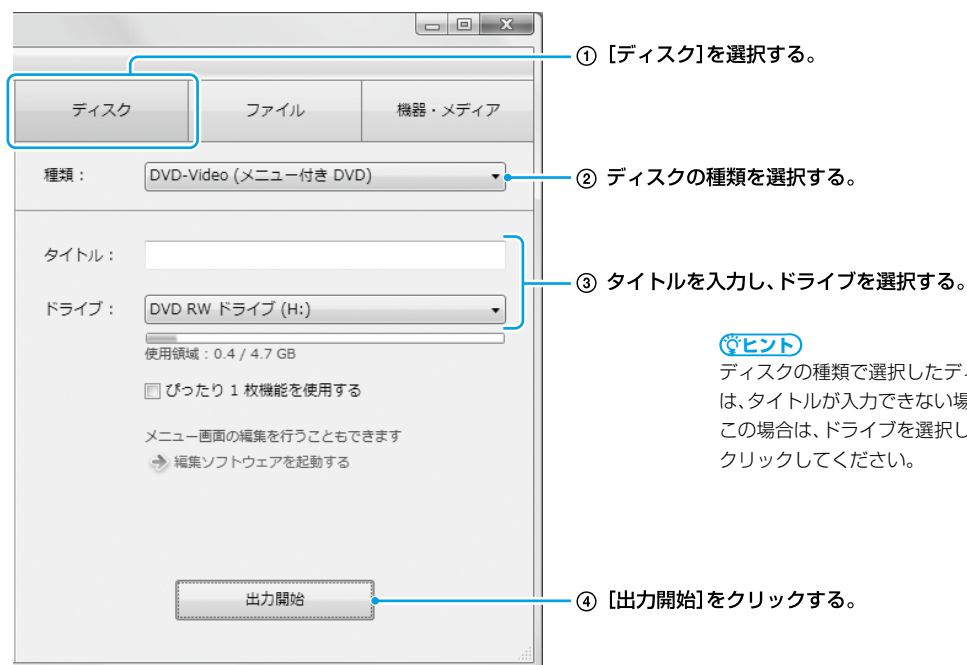 ① [ディスク]を選択する。
ディスク
ファイル
機器・メディア
種類：
DVD-Video (メニュー付き DVD)
② ディスクの種類を選択する。
タイトル：
③ タイトルを入力し、ドライブを選択する。
ドライブ：
DVD RW ドライブ (H:)
使用領域：0.4 / 4.7 GB
ぴったり 1 枚機能を使用する
メニュー画面の編集を行うこともできます
編集ソフトウェアを起動する
ヒント
ディスクの種類で選択したデ
は、タイトルが入力できない場
この場合は、ドライブを選択し
クリックしてください。
出力開始
④ [出力開始]をクリックする。